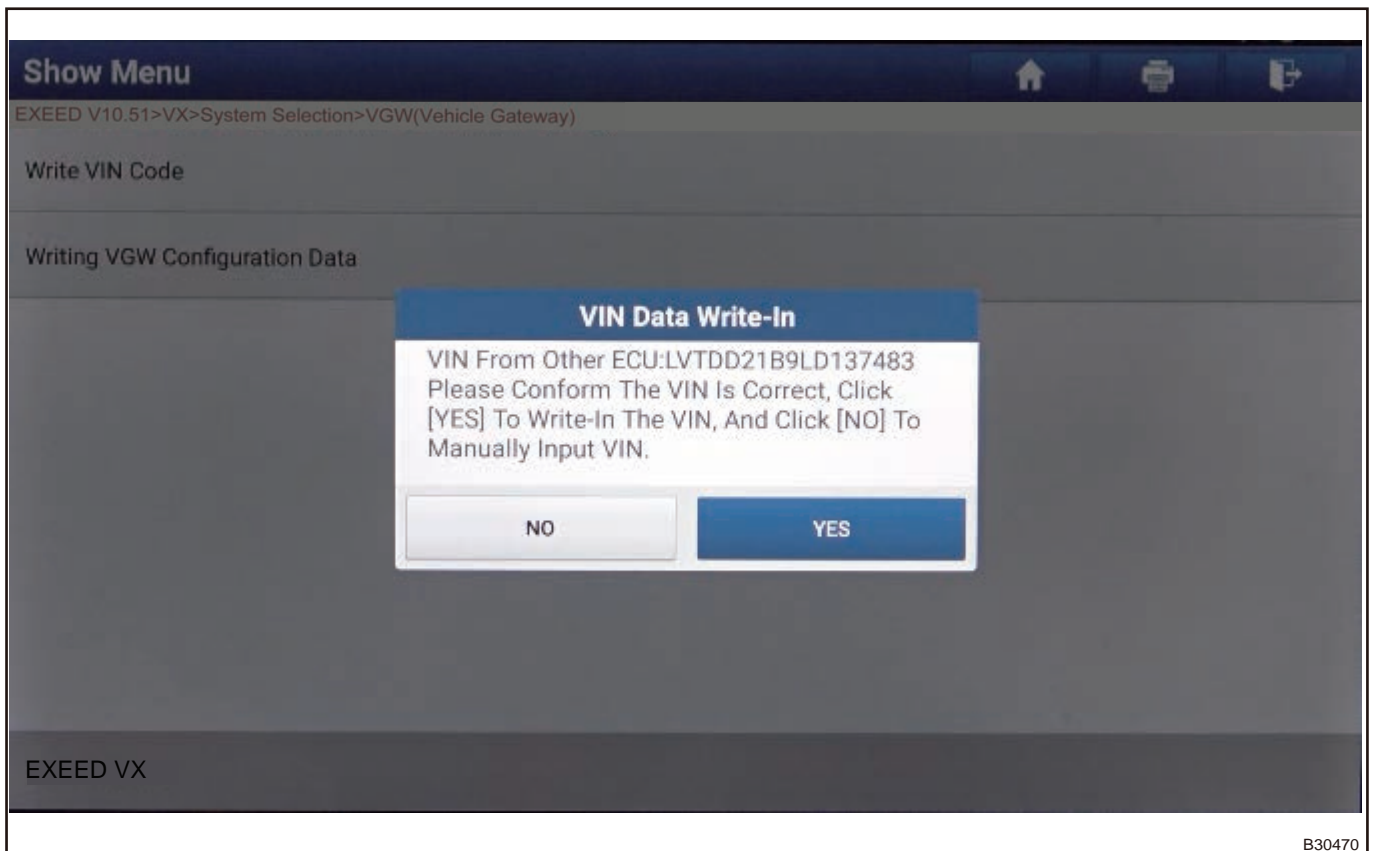 Show Menu
EXEED V10.51>VX>System Selection>VGW(Vehicle Gateway)
Write VIN Code
Writing VGW Configuration Data
VIN Data Write-In
VIN From Other ECU:LVTDD21B9LD137483
Please Conform The VIN Is Correct, Click
[YES] To Write-In The VIN, And Click [NO] To
Manually Input VIN.
NO
YES
EXEED VX
B30470